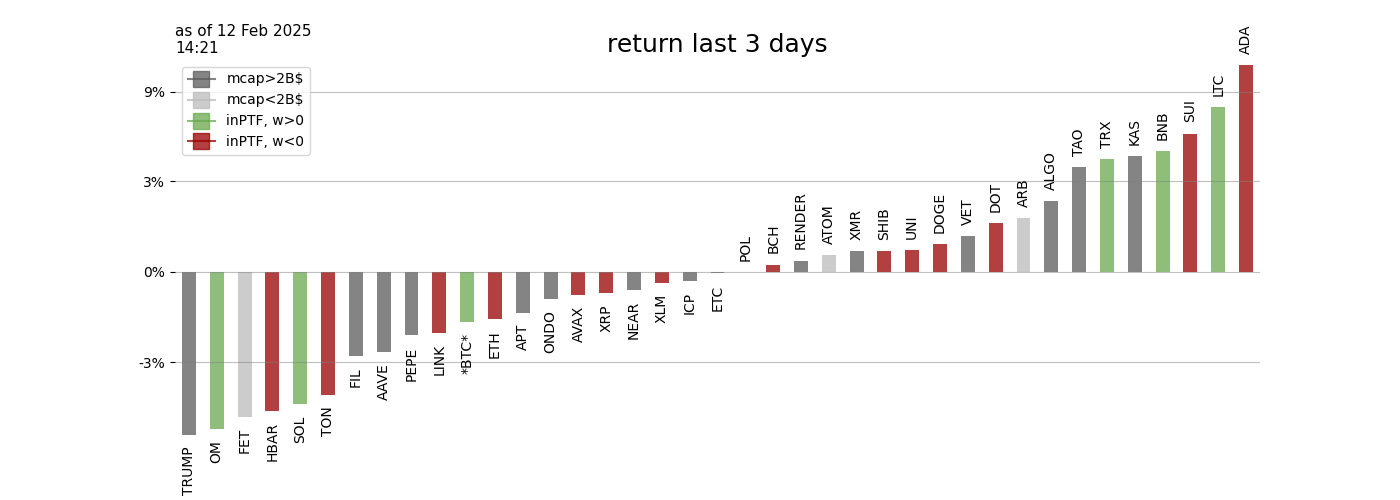 as of 12 Feb 2025
14:21
return last 3 days
mcap>2B$
mcap<2B$
inPTF, w>0
inPTF, w<0
9%
3%
0%
-3%
TRUMP
OM
FET
HBAR
SOL
TON
FIL
AAVE
PEPE
LINK
*BTC*
ETH
APT
ONDO
AVAX
XRP
NEAR
XLM
ICP
ETC
POL
BCH
RENDER
ATOM
XMR
SHIB
UNI
DOGE
VET
DOT
ARB
ALGO
TAO
TRX
KAS
BNB
SUI
LTC
ADA